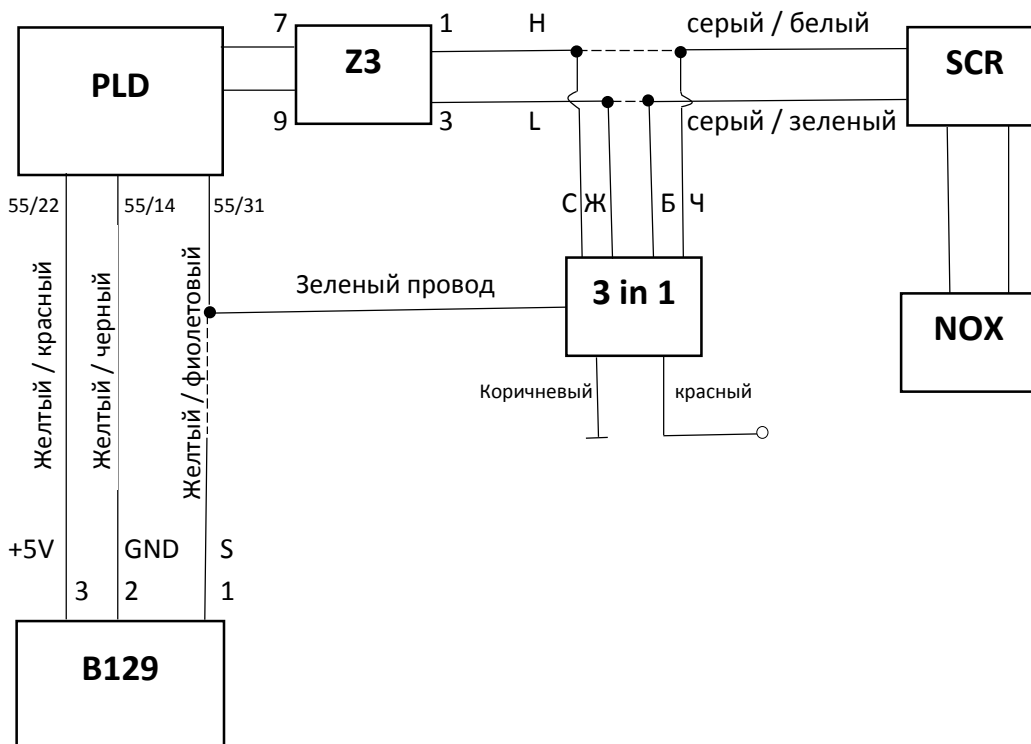 7
1
H
серый / белый
PLD
Z3
SCR
9
3
L
серый / зеленый
55/22
55/14
55/31
С
Ж
Б
Ч
Зеленый провод
3 in 1
NOX
Желтый / красный
Желтый / черный
Желтый / фиолетовый
Коричневый
красный
+5V
GND
S
3
2
1
B129